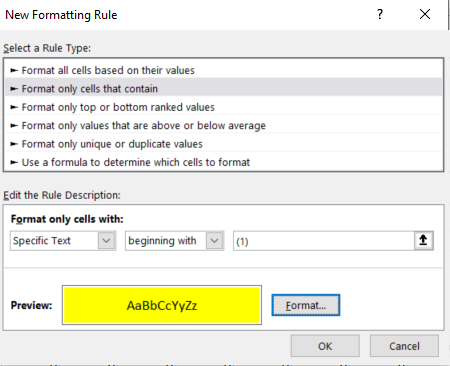 New Formatting Rule ? ×
Select a Rule Type:
► Format all cells based on their values
► Format only cells that contain
► Format only top or bottom ranked values
► Format only values that are above or below average
► Format only unique or duplicate values
► Use a formula to determine which cells to format
Edit the Rule Description:
Format only cells with:
Specific Text beginning with (1)
Preview: AaBbCcYyZz Format...
OK Cancel